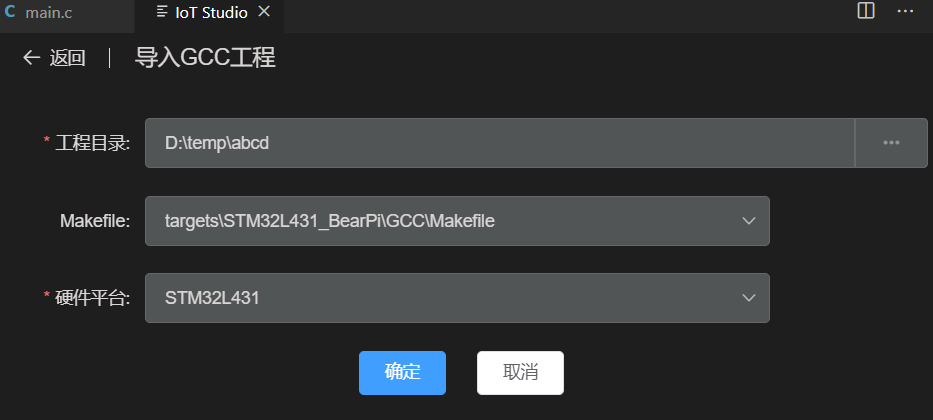 C main.c IoT Studio
返回 导入GCC工程
* 工程目录: D:\temp\abcd ...
Makefile: targets\STM32L431_BearPi\GCC\Makefile
* 硬件平台: STM32L431
确定 取消